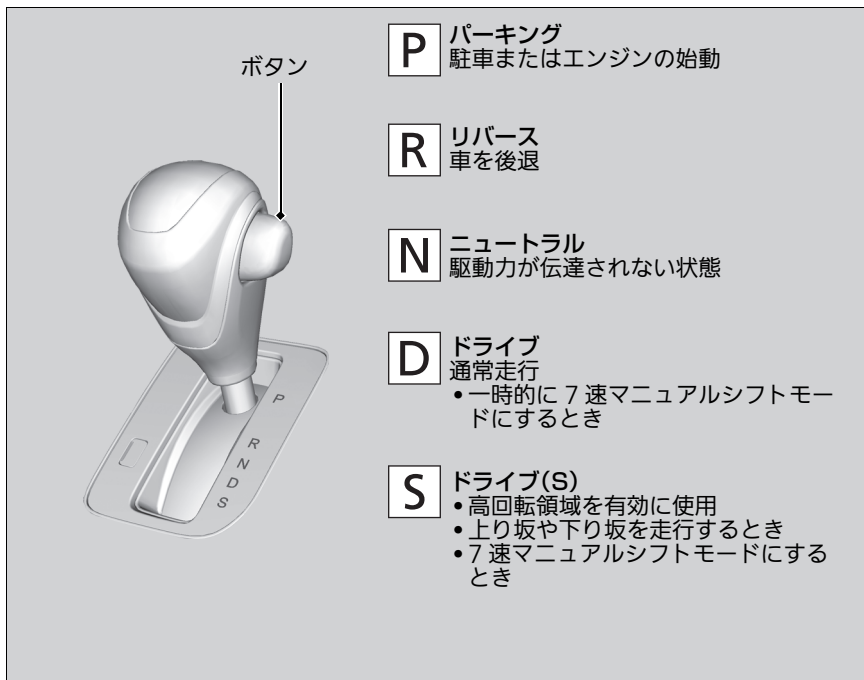 ボタン
P
パーキング
駐車またはエンジンの始動
R
リバース
車を後退
N
ニュートラル
駆動力が伝達されない状態
D
ドライブ
通常走行
•一時的に 7 速マニュアルシフトモー
ドにするとき
S
ドライブ(S)
•高回転領域を有効に使用
•上り坂や下り坂を走行するとき
•7 速マニュアルシフトモードにする
とき
P
R
N
D
S